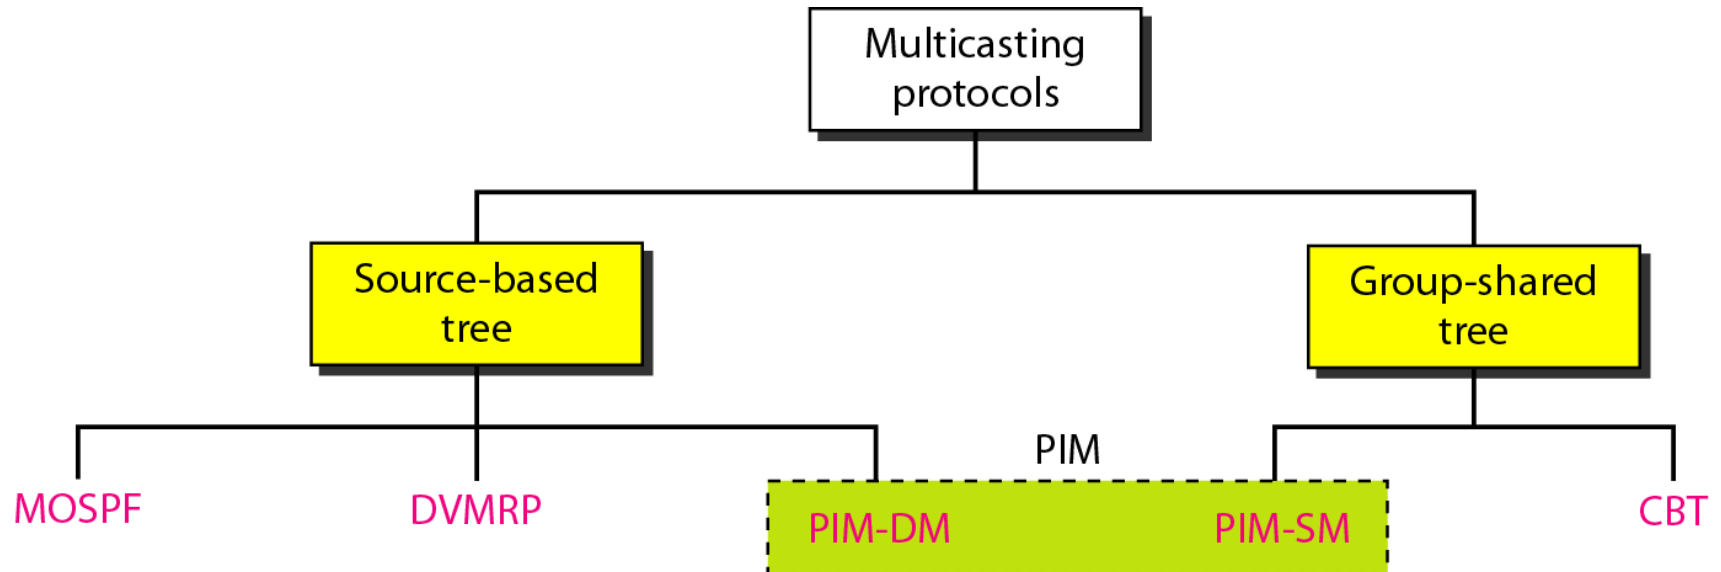 Multicasting
protocols
Source-based
tree
Group-shared
tree
PIM
MOSPF
DVMRP
PIM-DM
PIM-SM
CBT